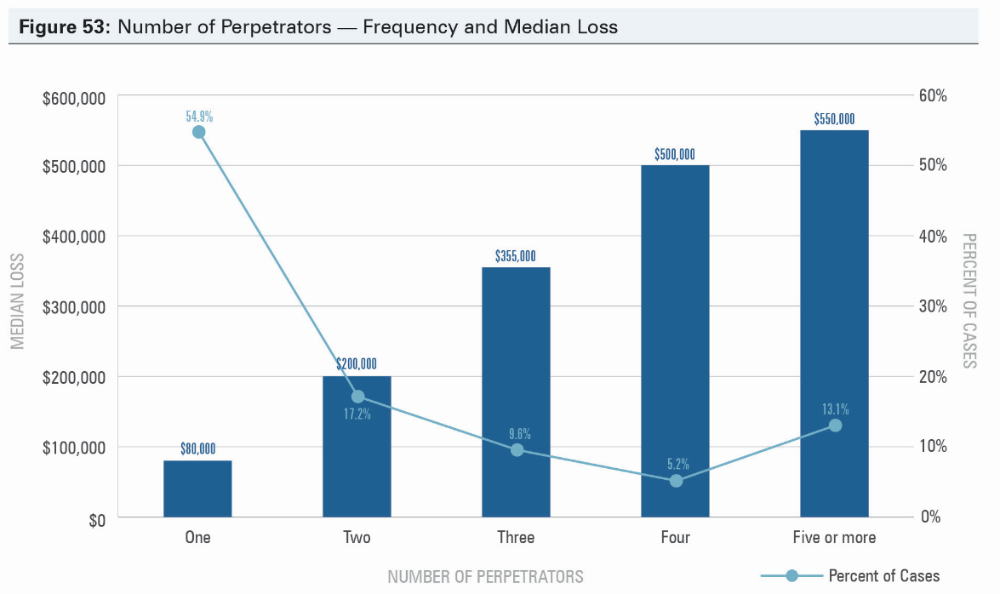 Figure 53: Number of Perpetrators — Frequency and Median Loss
$600,000
$500,000
$400,000
$300,000
$200,000
$100,000
$0
MEDIAN LOSS
60%
50%
40%
30%
20%
10%
0%
PERCENT OF CASES
54.9%
17.2%
9.6%
5.2%
13.1%
$80,000
$200,000
$355,000
$500,000
$550,000
One
Two
Three
Four
Five or more
NUMBER OF PERPETRATORS
Percent of Cases